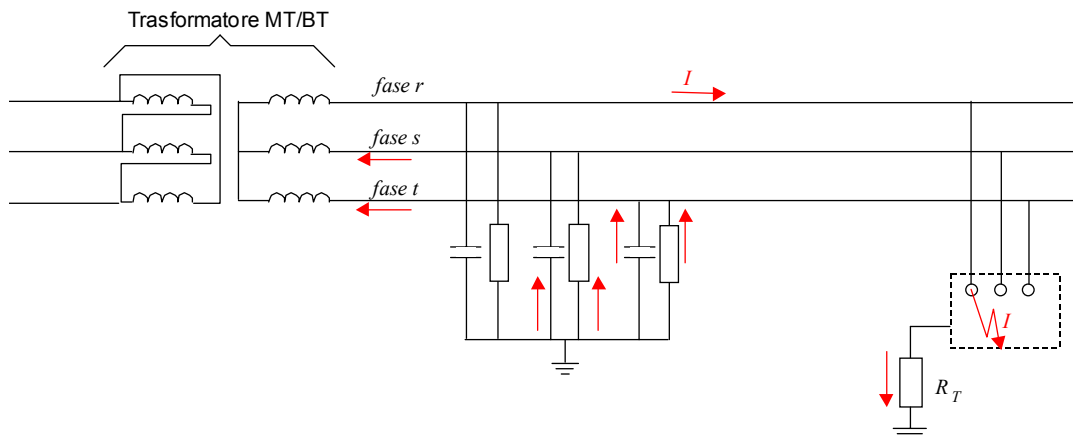 Trasformatore MT/BT
fase r
I
fase s
fase t
I
R T